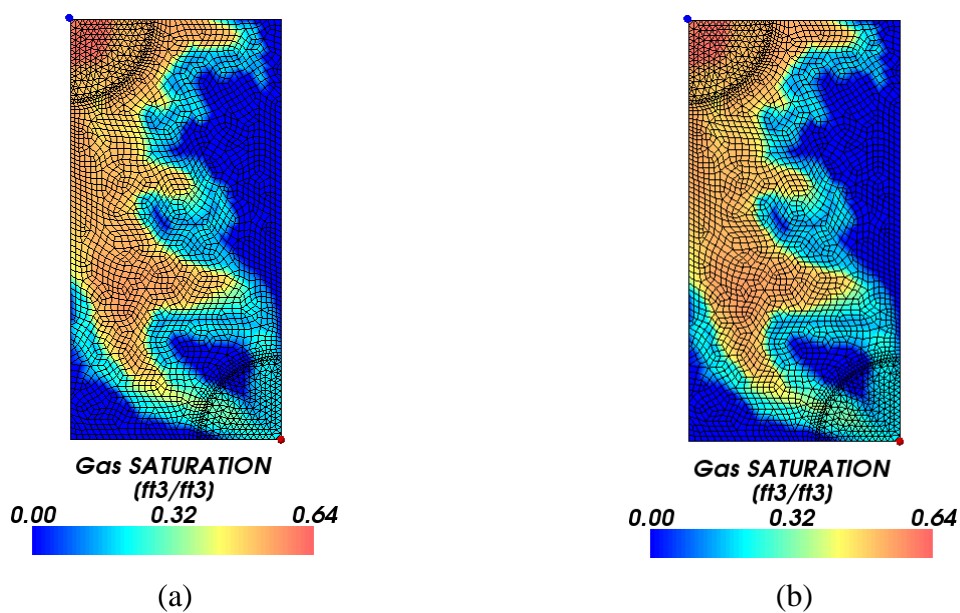 Gas SATURATION
(ft3/ft3)
0.00 0.32 0.64
(a)
Gas SATURATION
(ft3/ft3)
0.00 0.32 0.64
(b)